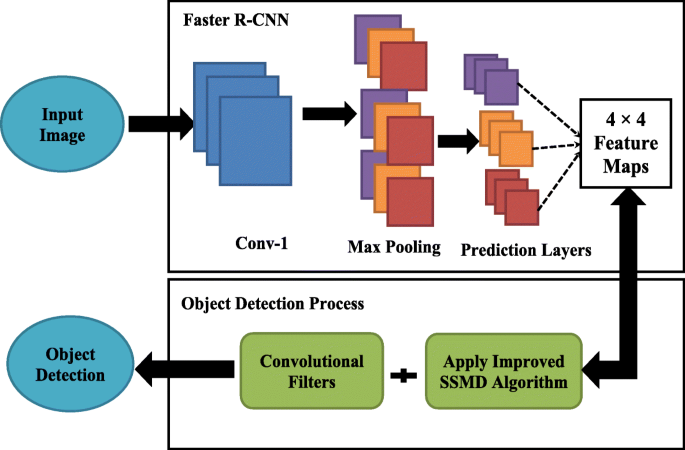 Faster R-CNN
Input
Image
4 × 4
Feature
Maps
Conv-1
Max Pooling
Prediction Layers
Object Detection Process
Object
Detection
Convolutional
Filters
+
Apply Improved
SSMD Algorithm